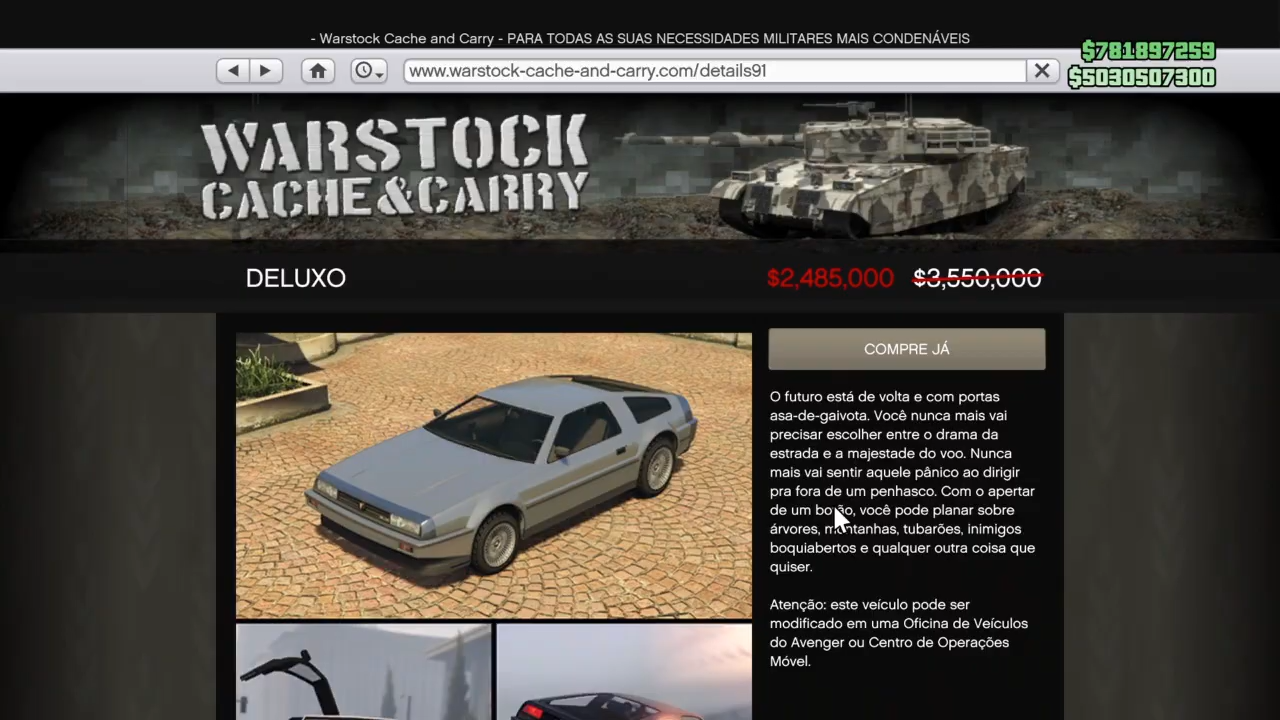 - Warstock Cache and Carry - PARA TODAS AS SUAS NECESSIDADES MILITARES MAIS CONDENÁVEIS
$781897259
www.warstock-cache-and-carry.com/details91
$5030507300
WARSTOCK
CACHE&CARRY
DELUXO
$2,485,000 $3,550,000
COMPRE JÁ
O futuro está de volta e com portas
asa-de-gaivota. Você nunca mais vai
precisar escolher entre o drama da
estrada e a majestade do voo. Nunca
mais vai sentir aquele pânico ao dirigir
pra fora de um penhasco. Com o apertar
de um botão, você pode planar sobre
árvores, montanhas, tubarões, inimigos
boquiabertos e qualquer outra coisa que
quiser.
Atenção: este veículo pode ser
modificado em uma Oficina de Veículos
do Avenger ou Centro de Operações
Móvel.